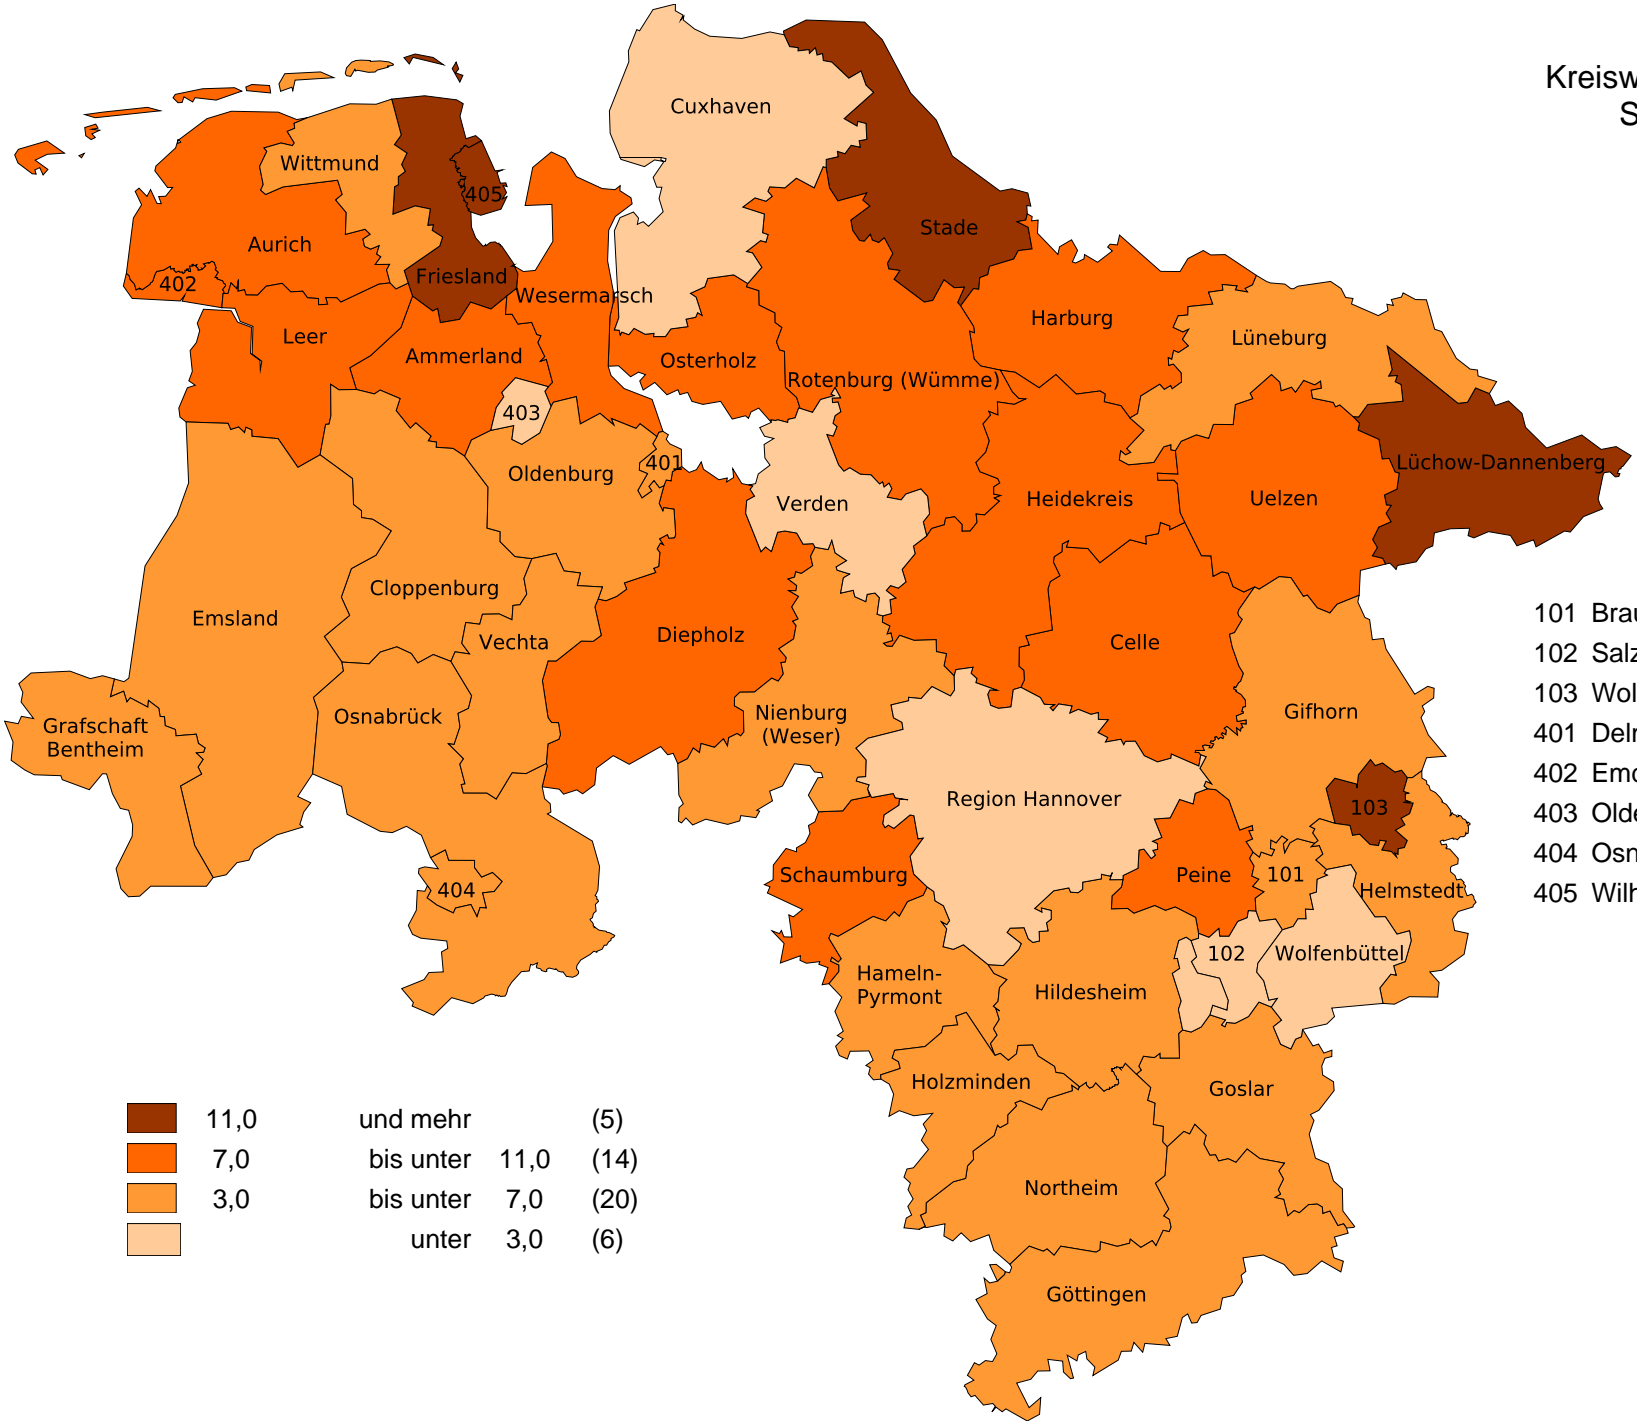 Kreisw
S
Cuxhaven
Wittmund
405
Stade
Aurich
Friesland
402
Wesermarsch
Harburg
Leer
Lüneburg
Ammerland
Osterholz
Rotenburg (Wümme)
403
401
Lüchow-Dannenberg
Oldenburg
Heidekreis
Uelzen
Verden
Cloppenburg
Emsland
Vechta
Diepholz
Celle
Osnabrück
Nienburg
(Weser)
Gifhorn
Grafschaft
Bentheim
Region Hannover
103
Schaumburg
Peine
101
Helmstedt
404
102
Wolfenbüttel
Hameln-
Pyrmont
Hildesheim
Holzminden
Goslar
Northeim
Göttingen
101 Brau
102 Salz
103 Wol
401 Deln
402 Emd
403 Olde
404 Osn
405 Wilh
11,0 und mehr (5)
7,0 bis unter 11,0 (14)
3,0 bis unter 7,0 (20)
unter 3,0 (6)